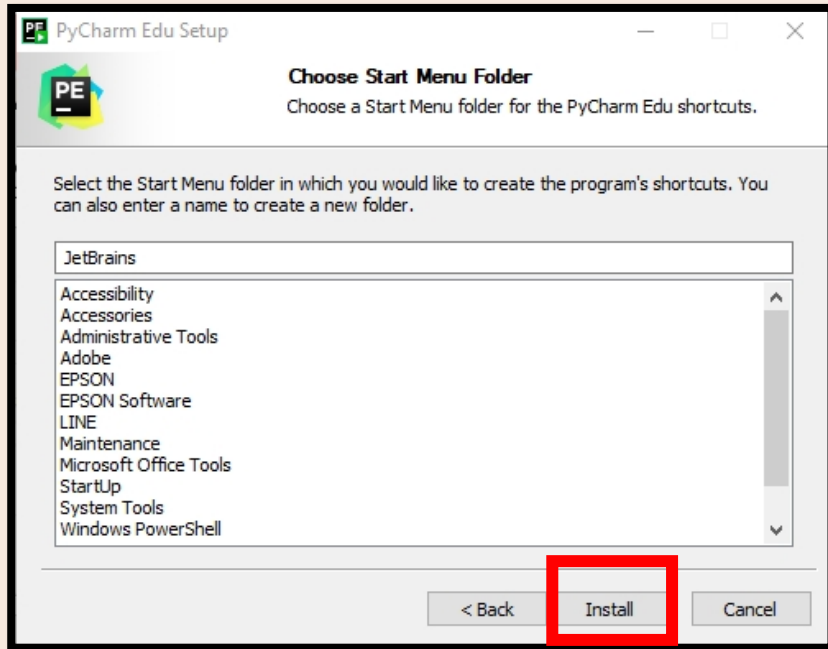 PyCharm Edu Setup
PE
Choose Start Menu Folder
Choose a Start Menu folder for the PyCharm Edu shortcuts.
Select the Start Menu folder in which you would like to create the program's shortcuts. You
can also enter a name to create a new folder.
JetBrains
Accessibility
Accessories
Administrative Tools
Adobe
EPSON
EPSON Software
LINE
Maintenance
Microsoft Office Tools
StartUp
System Tools
Windows PowerShell
< Back Install Cancel